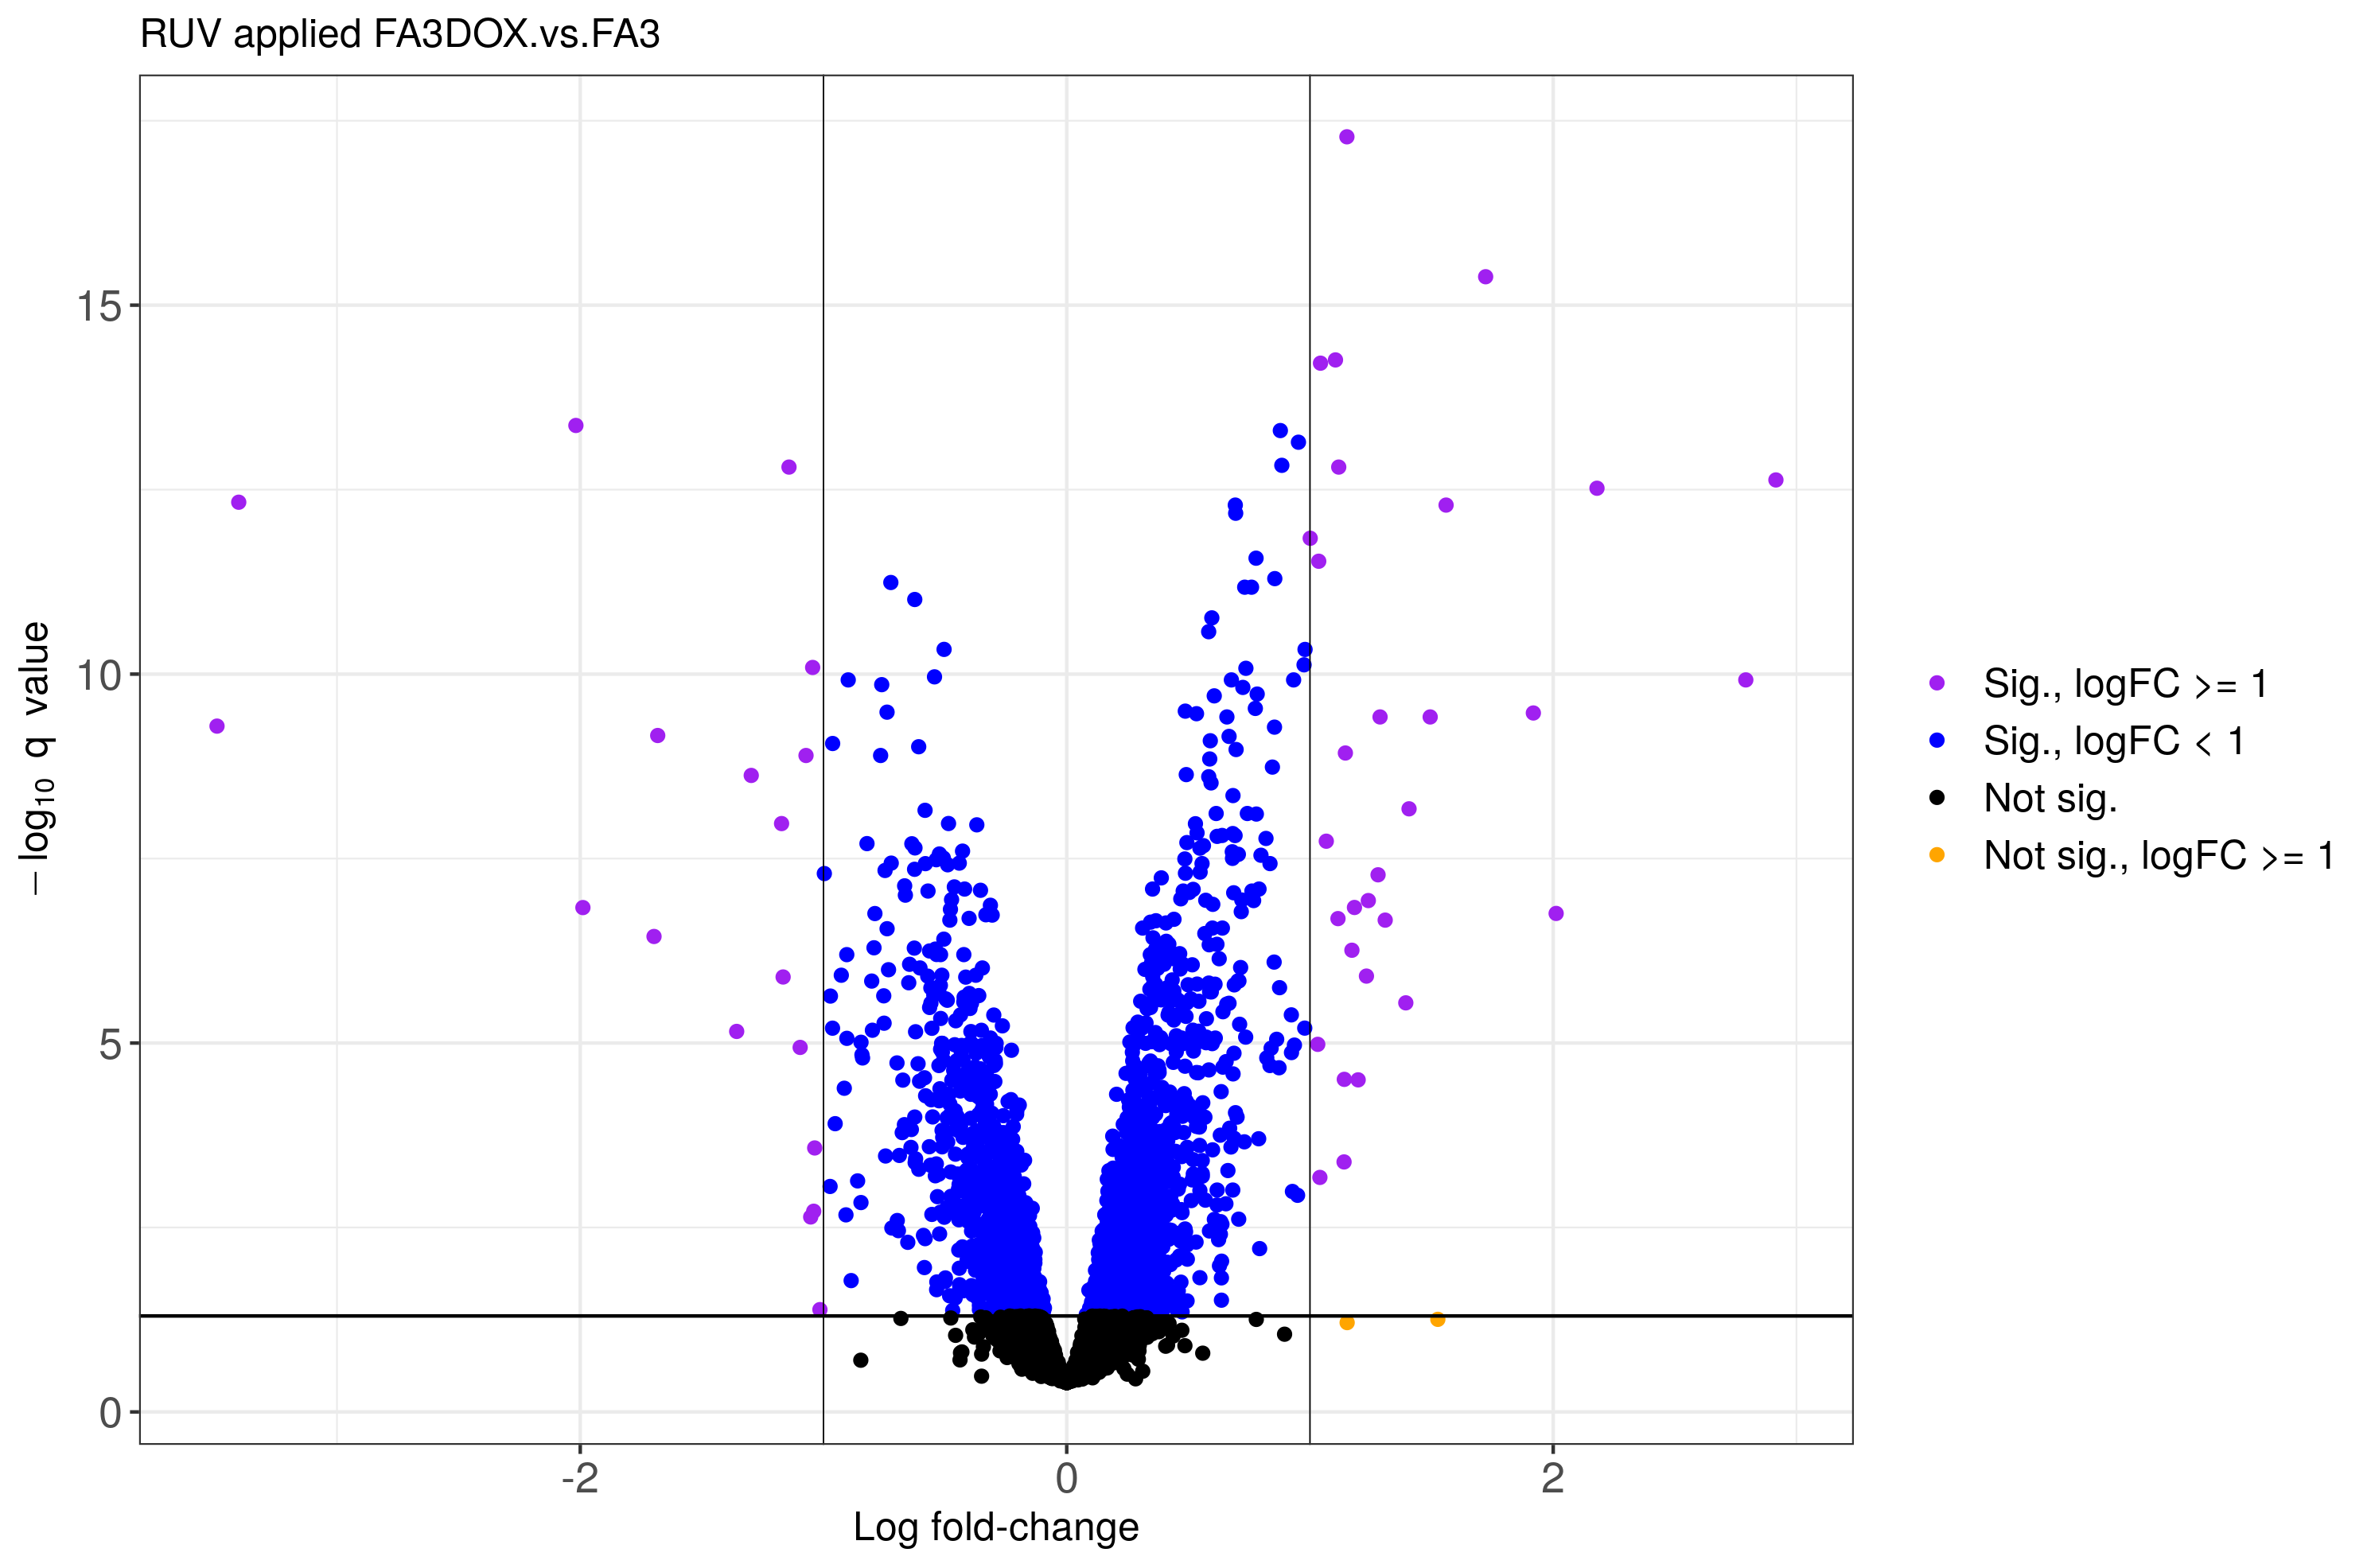 RUV applied FA3DOX.vs.FA3
15
10
5
0
-2
0
2
Log fold-change
− log10 q value
Sig., logFC >= 1
Sig., logFC < 1
Not sig.
Not sig., logFC >= 1